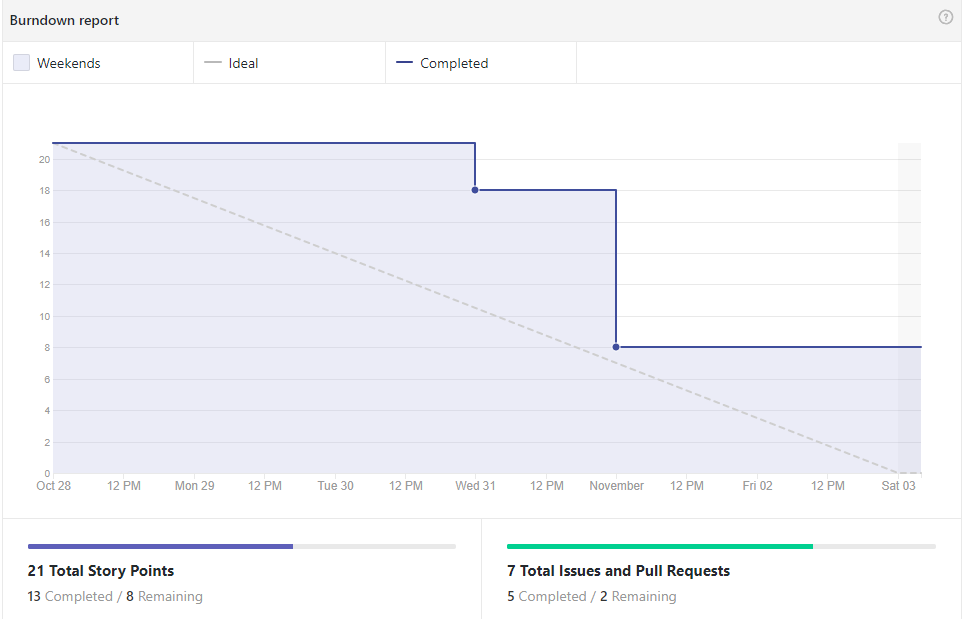 Burndown report
?
Weekends
Ideal
Completed
20
18
16
14
12
10
8
6
4
2
0
Oct 28 12 PM Mon 29 12 PM Tue 30 12 PM Wed 31 12 PM November 12 PM Fri 02 12 PM Sat 03
21 Total Story Points
13 Completed / 8 Remaining
7 Total Issues and Pull Requests
5 Completed / 2 Remaining